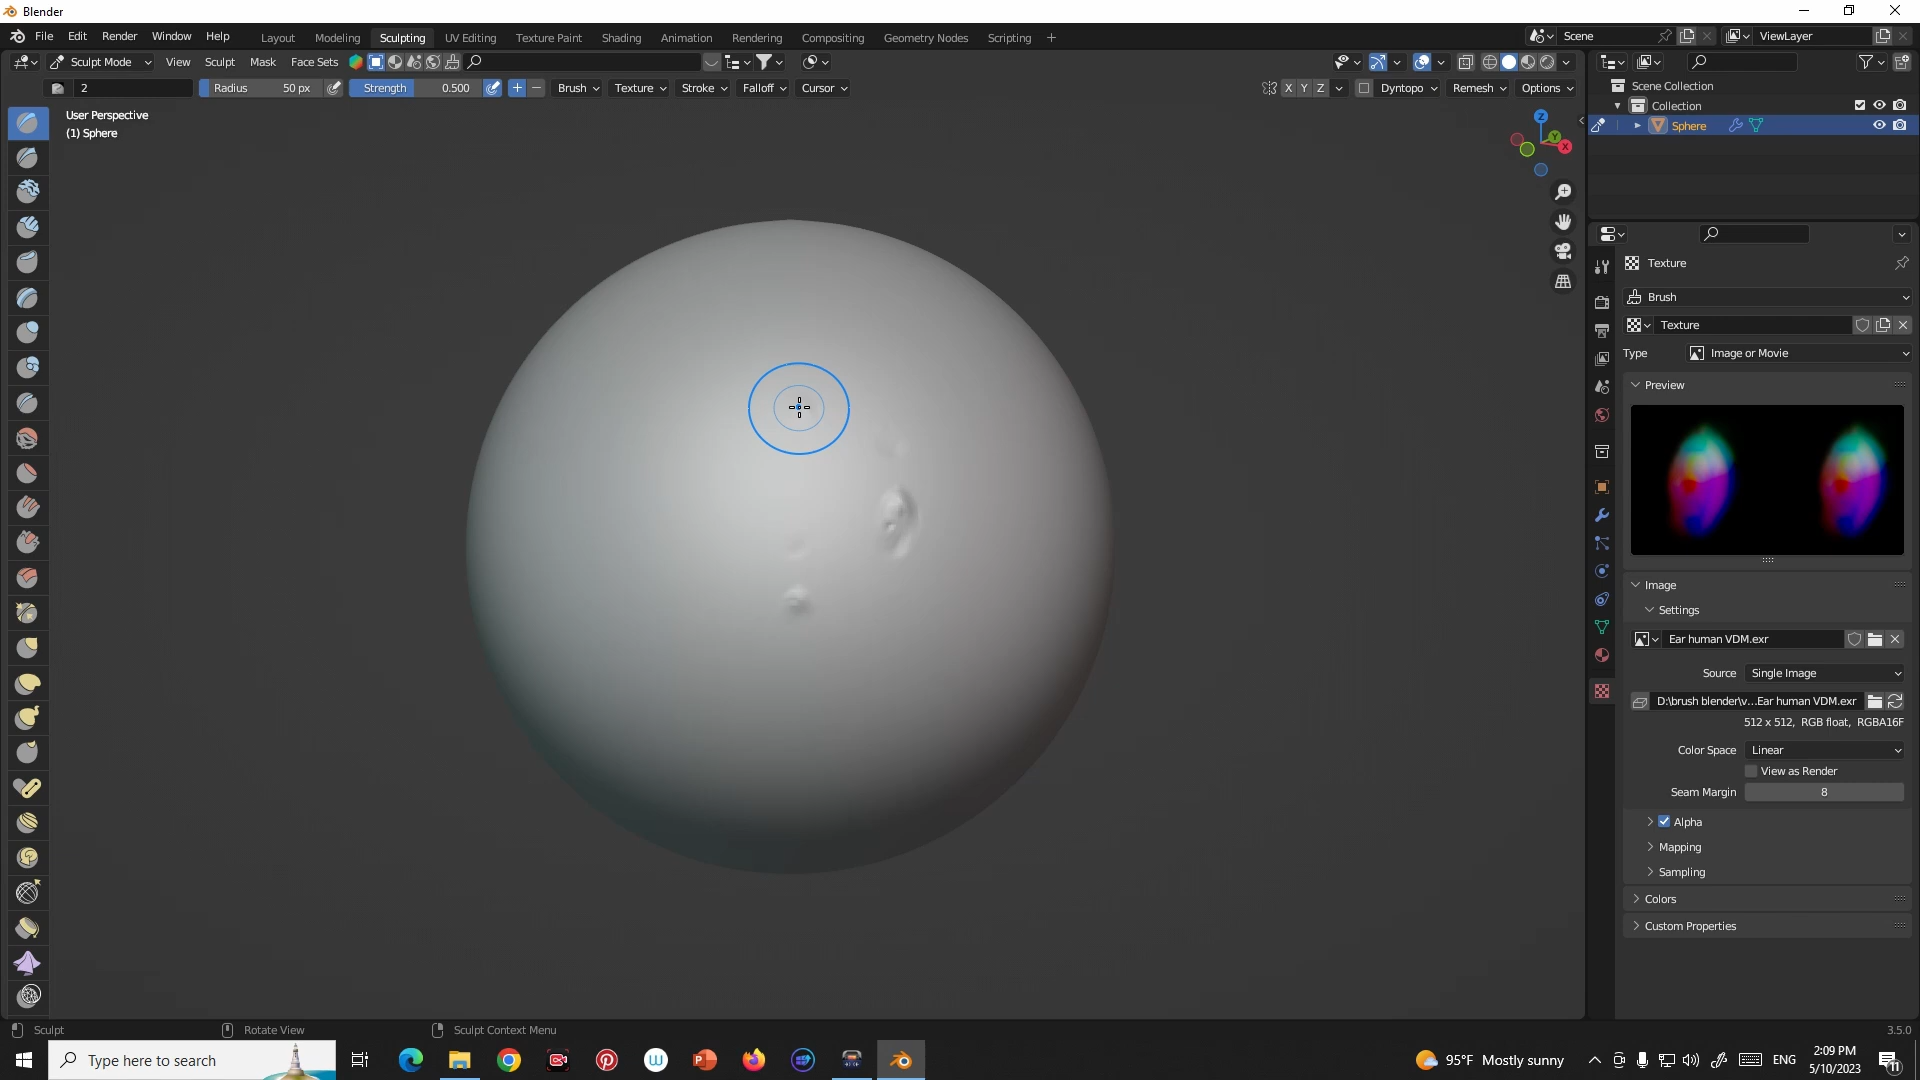 Blender
File Edit Render Window Help Layout Modeling Sculpting UV Editing Texture Paint Shading Animation Rendering Compositing Geometry Nodes Scripting + Scene ViewLayer
Sculpt Mode View Sculpt Mask Face Sets
2 Radius 50 px Strength 0.500 + − Brush Texture Stroke Falloff Cursor X Y Z Dyntopo Remesh Options
User Perspective
(1) Sphere
Z
Y
X
Scene Collection
Collection
Sphere
Texture
Brush
Texture
Type Image or Movie
Preview
Image
Settings
Ear human VDM.exr
Source Single Image
D:\brush blender\v...Ear human VDM.exr
512 x 512, RGB float, RGBA16F
Color Space Linear
View as Render
Seam Margin 8
Alpha
Mapping
Sampling
Colors
Custom Properties
Sculpt Rotate View Sculpt Context Menu 3.5.0
Type here to search 95°F Mostly sunny ENG 2:09 PM
5/10/2023 11